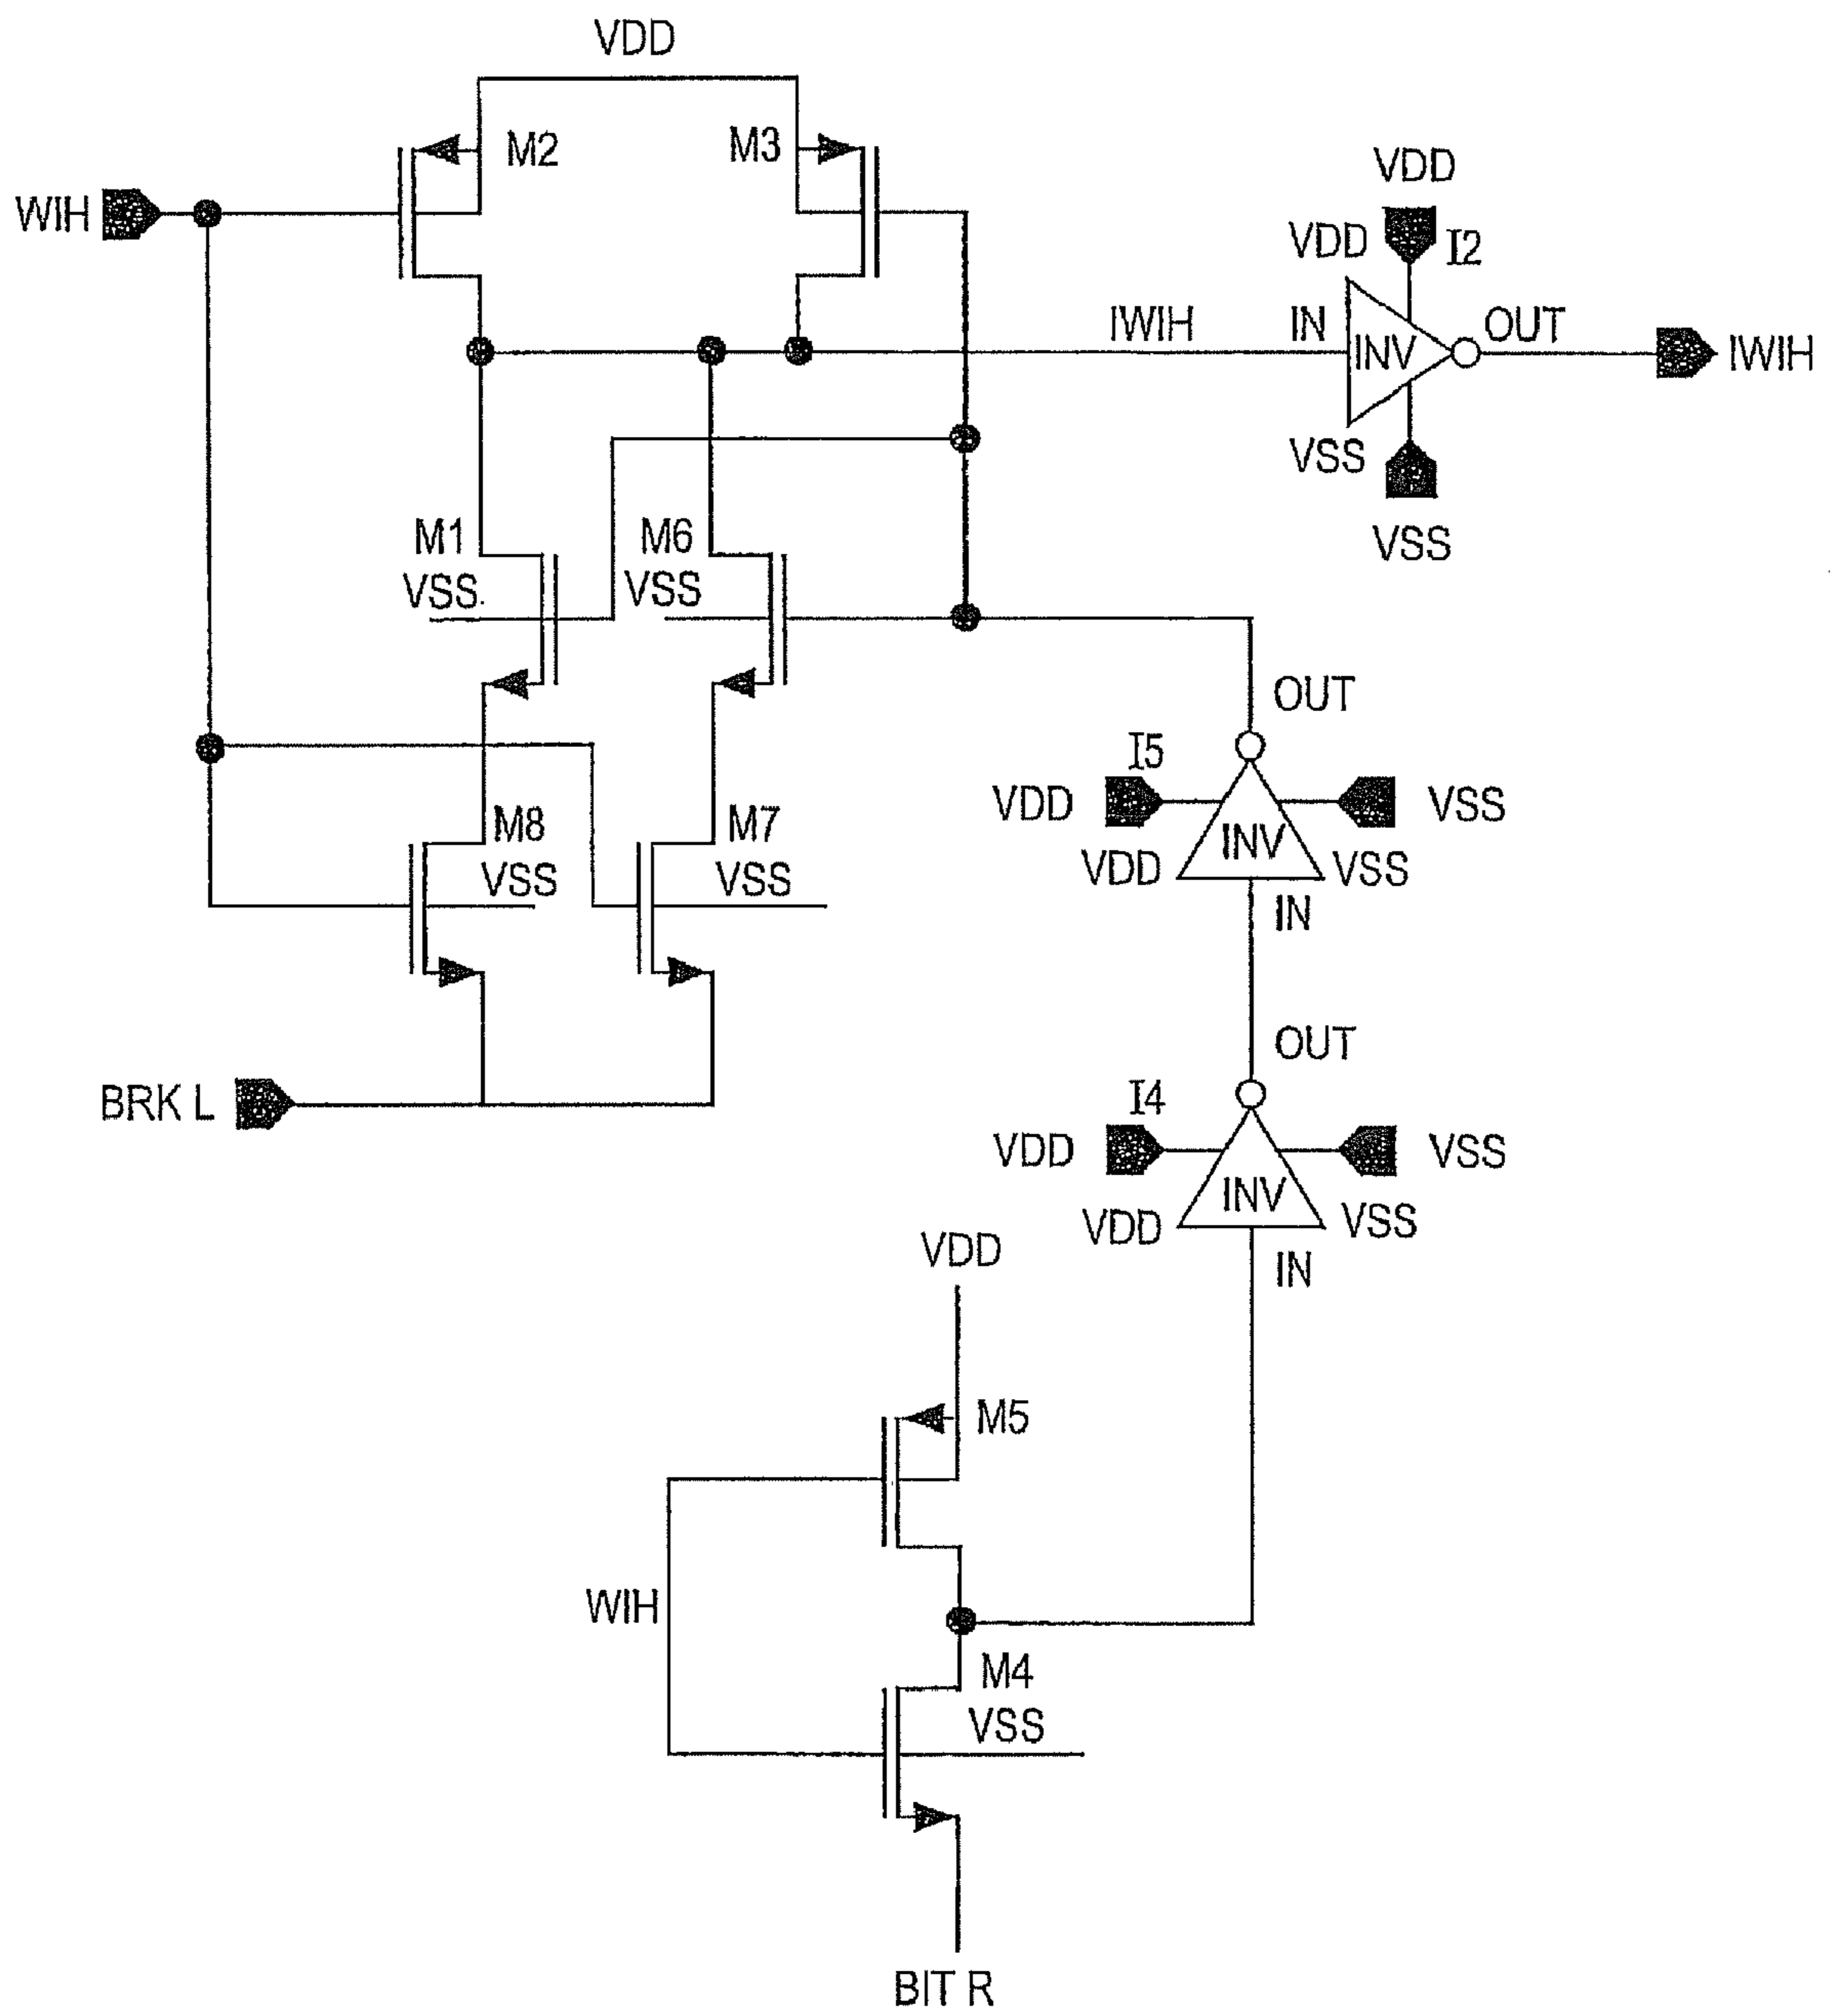 VDD
M2
M3
WIH
VDD
VDD
I2
IWIH
IN
INV
OUT
IWIH
VSS
VSS
M1
VSS
M6
VSS
OUT
I5
VDD
VSS
INV
VDD
VSS
IN
M8
VSS
M7
VSS
OUT
BRK L
I4
VDD
VSS
INV
VDD
VSS
IN
VDD
M5
WIH
M4
VSS
BIT R